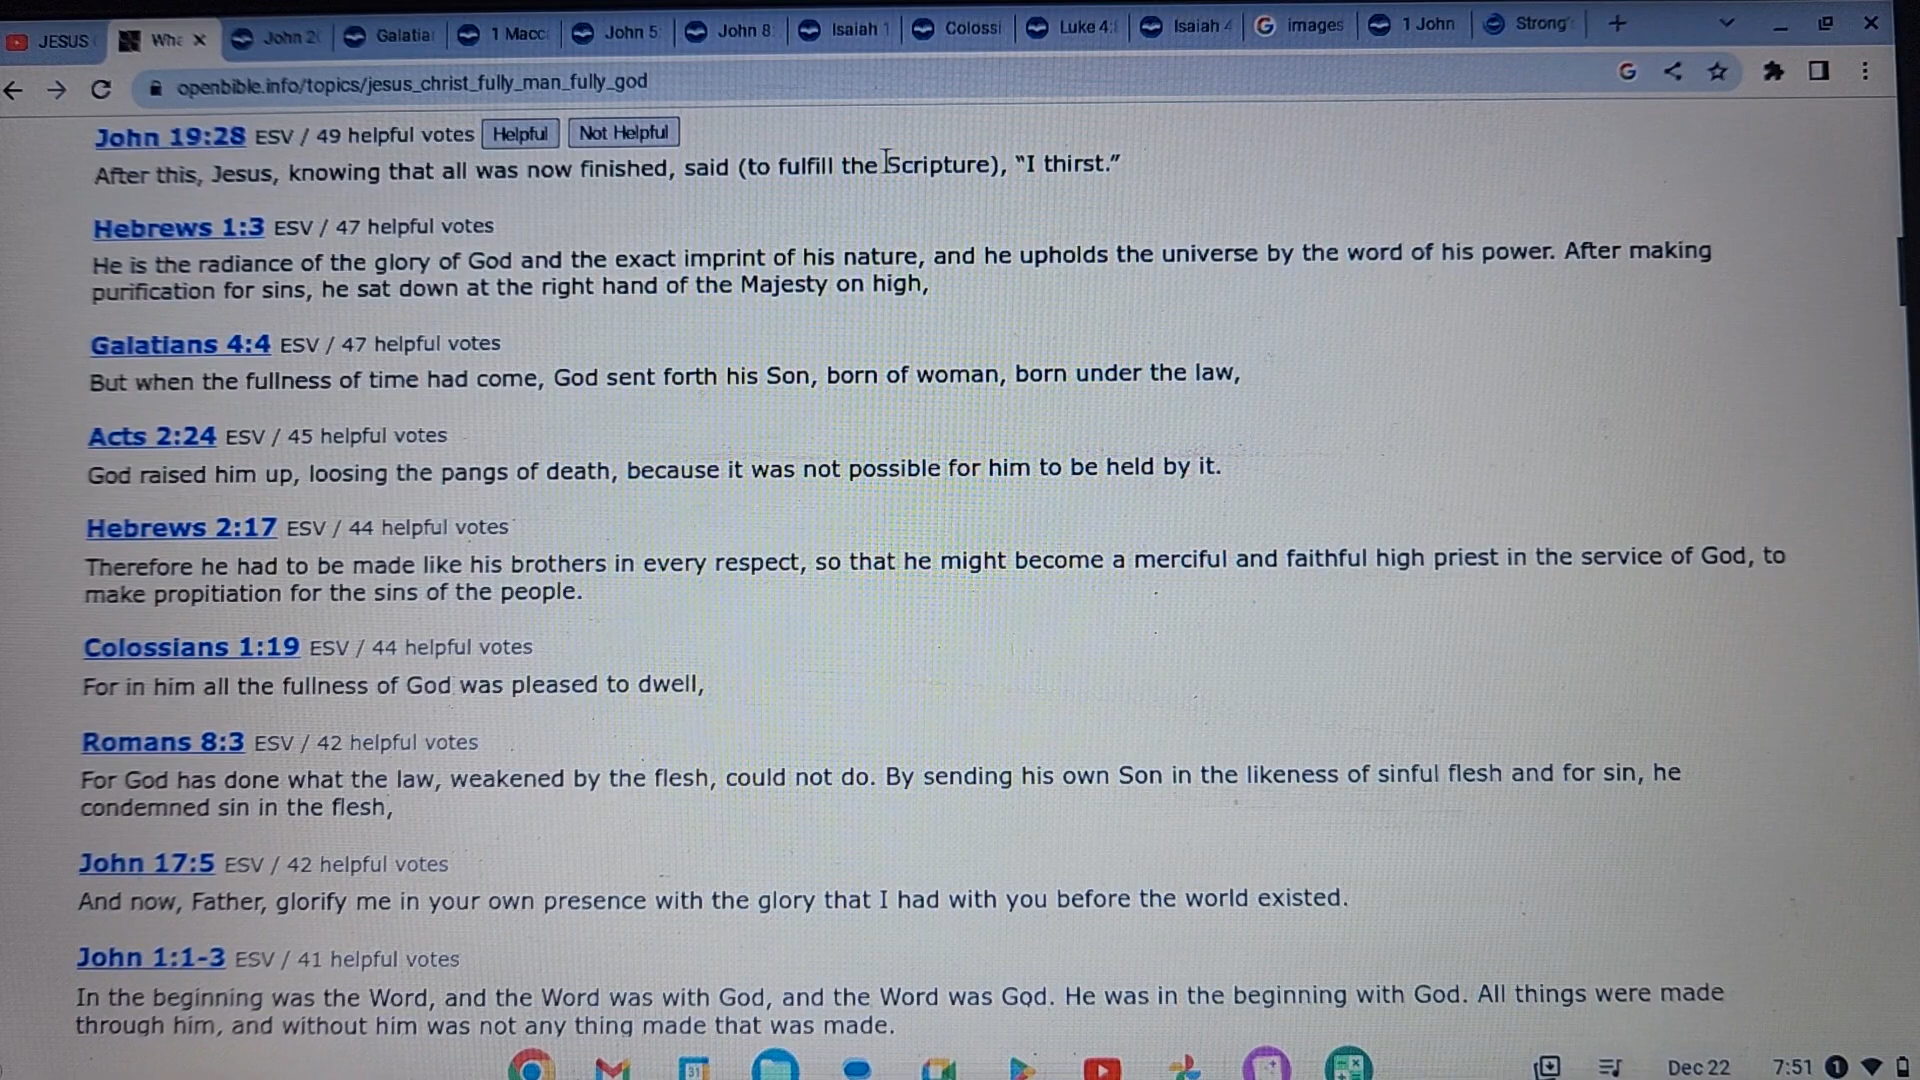 JESUS
Wha
John 20
Galatia
1 Macc
John 5
John 8
Isaiah 1
Colossi
Luke 4:
Isaiah 4
images
1 John
Strong'
openbible.info/topics/jesus_christ_fully_man_fully_god
John 19:28 ESV / 49 helpful votes Helpful Not Helpful
After this, Jesus, knowing that all was now finished, said (to fulfill the Scripture), “I thirst.”
Hebrews 1:3 ESV / 47 helpful votes
He is the radiance of the glory of God and the exact imprint of his nature, and he upholds the universe by the word of his power. After making
purification for sins, he sat down at the right hand of the Majesty on high,
Galatians 4:4 ESV / 47 helpful votes
But when the fullness of time had come, God sent forth his Son, born of woman, born under the law,
Acts 2:24 ESV / 45 helpful votes
God raised him up, loosing the pangs of death, because it was not possible for him to be held by it.
Hebrews 2:17 ESV / 44 helpful votes
Therefore he had to be made like his brothers in every respect, so that he might become a merciful and faithful high priest in the service of God, to
make propitiation for the sins of the people.
Colossians 1:19 ESV / 44 helpful votes
For in him all the fullness of God was pleased to dwell,
Romans 8:3 ESV / 42 helpful votes
For God has done what the law, weakened by the flesh, could not do. By sending his own Son in the likeness of sinful flesh and for sin, he
condemned sin in the flesh,
John 17:5 ESV / 42 helpful votes
And now, Father, glorify me in your own presence with the glory that I had with you before the world existed.
John 1:1-3 ESV / 41 helpful votes
In the beginning was the Word, and the Word was with God, and the Word was God. He was in the beginning with God. All things were made
through him, and without him was not any thing made that was made.
31
Dec 22 7:51 1